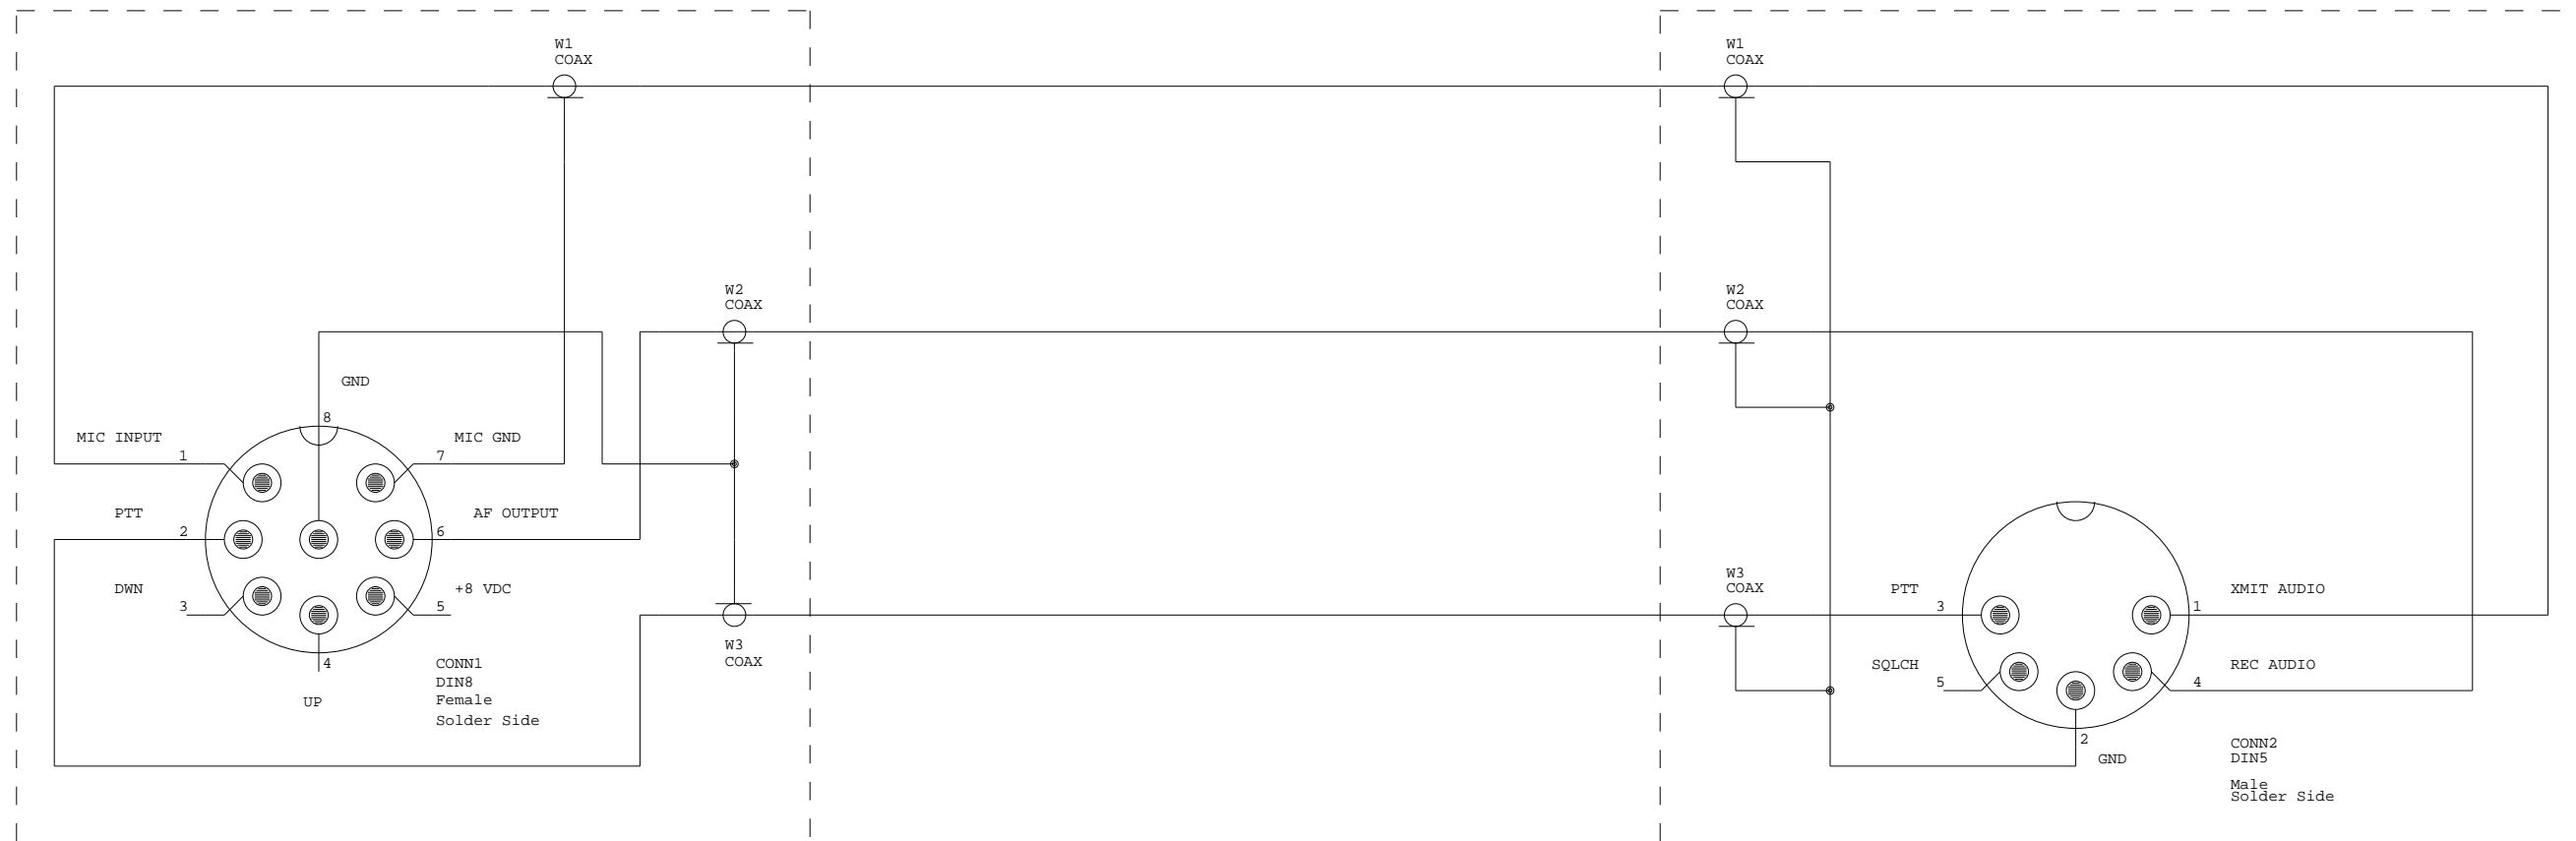 W1
COAX
W1
COAX
W2
COAX
W2
COAX
GND
8
MIC INPUT
MIC GND
1
7
PTT
AF OUTPUT
2
6
DWN
+8 VDC
3
5
4
UP
CONN1
DIN8
Female
Solder Side
W3
COAX
W3
COAX
PTT
XMIT AUDIO
3
1
SQLCH
REC AUDIO
5
4
2
GND
CONN2
DIN5
Male
Solder Side